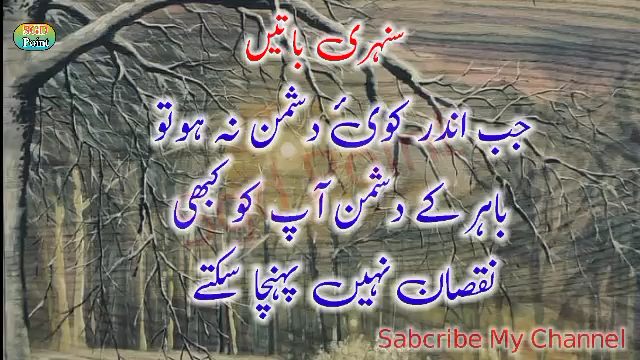 سنہری باتیں
جب اندر کوئ دشمن نہ ہو تو
باہر کے دشمن آپ کو کبھی
نقصان نہیں پہنچا سکتے
Point
Sabcribe My Channel